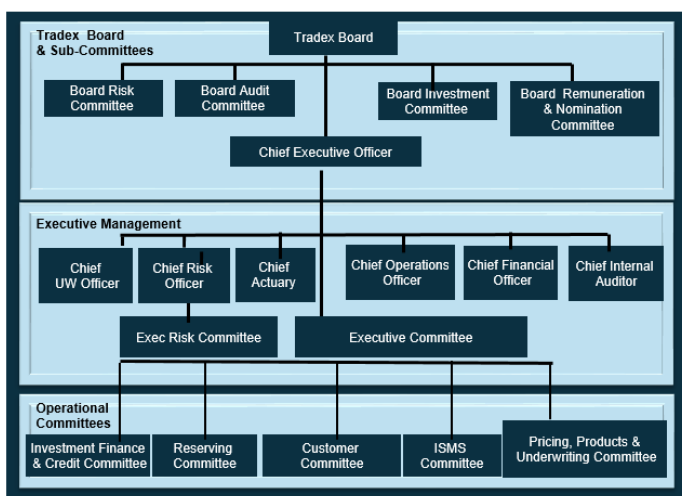 Tradex Board
& Sub-Committees
Tradex Board
Board Risk
Committee
Board Audit
Committee
Board Investment
Committee
Board Remuneration
& Nomination
Committee
Chief Executive Officer
Executive Management
Chief
UW Officer
Chief Risk
Officer
Chief
Actuary
Chief Operations
Officer
Chief Financial
Officer
Chief Internal
Auditor
Exec Risk Committee
Executive Committee
Operational
Committees
Investment Finance
& Credit Committee
Reserving
Committee
Customer
Committee
ISMS
Committee
Pricing, Products &
Underwriting Committee